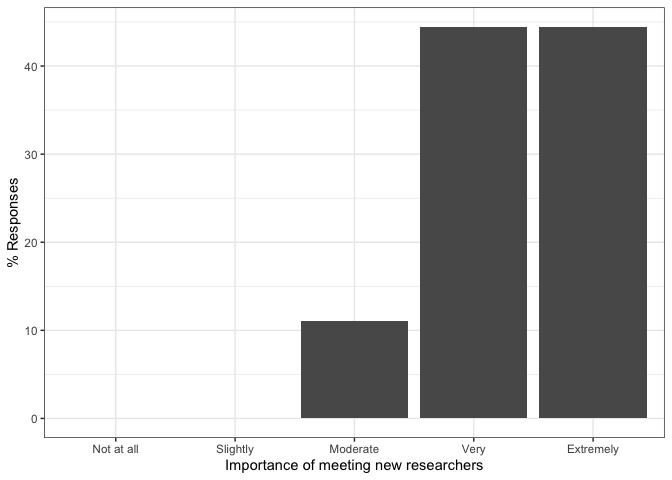 % Responses
40
30
20
10
0
Not at all Slightly Moderate Very Extremely
Importance of meeting new researchers